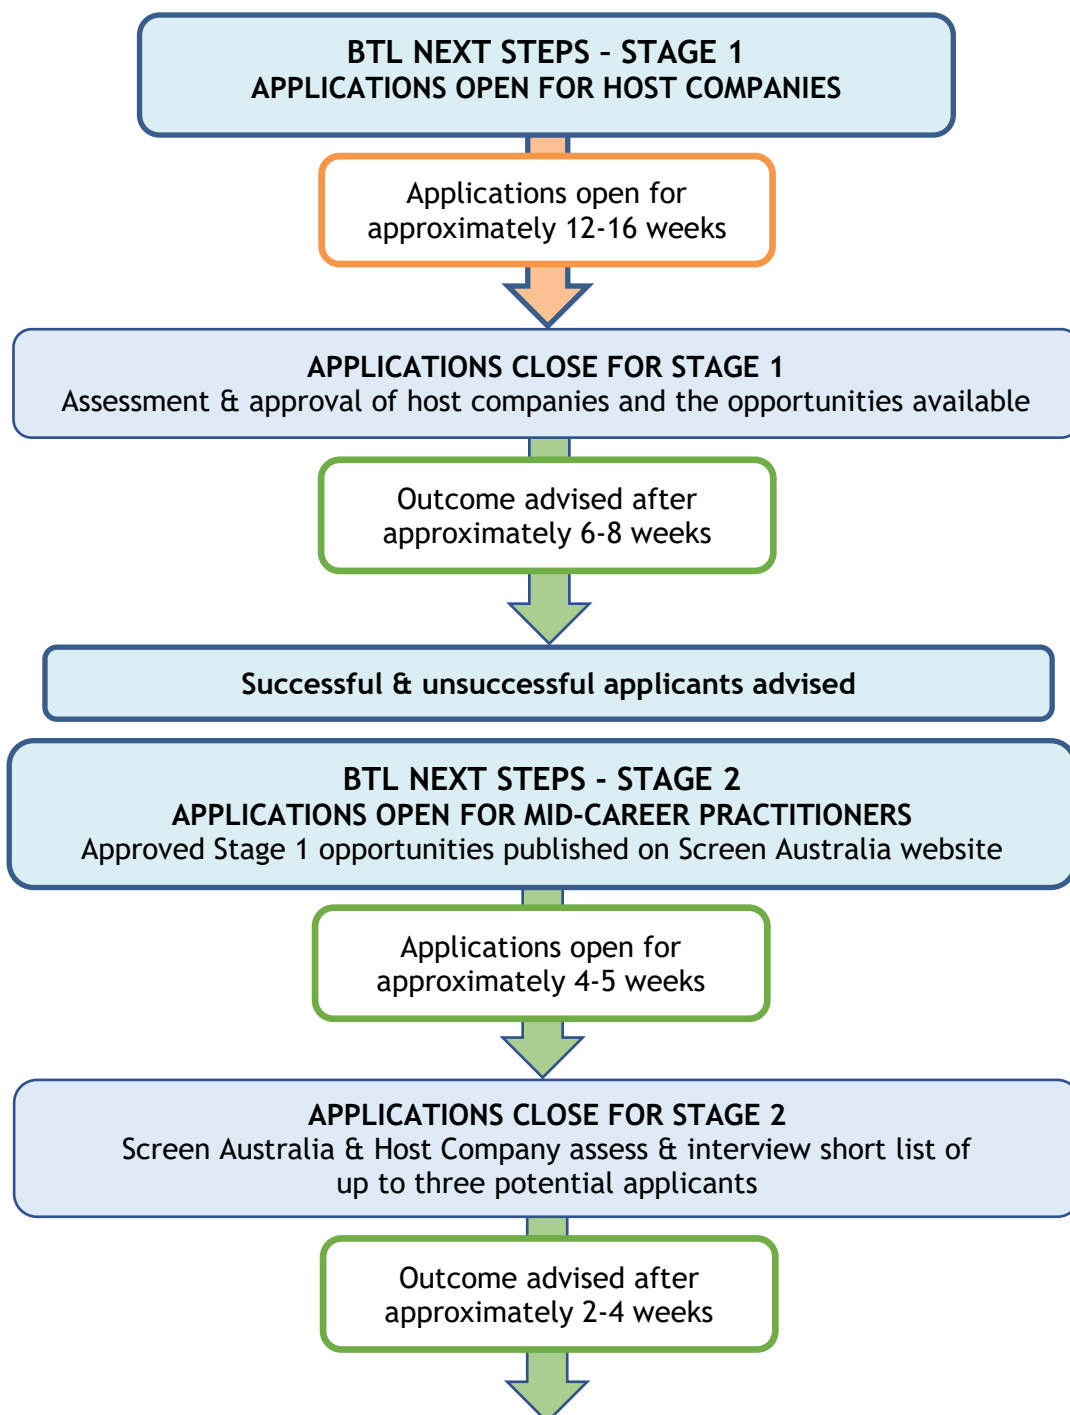 BTL NEXT STEPS – STAGE 1
APPLICATIONS OPEN FOR HOST COMPANIES
Applications open for
approximately 12-16 weeks
APPLICATIONS CLOSE FOR STAGE 1
Assessment & approval of host companies and the opportunities available
Outcome advised after
approximately 6-8 weeks
Successful & unsuccessful applicants advised
BTL NEXT STEPS - STAGE 2
APPLICATIONS OPEN FOR MID-CAREER PRACTITIONERS
Approved Stage 1 opportunities published on Screen Australia website
Applications open for
approximately 4-5 weeks
APPLICATIONS CLOSE FOR STAGE 2
Screen Australia & Host Company assess & interview short list of
up to three potential applicants
Outcome advised after
approximately 2-4 weeks